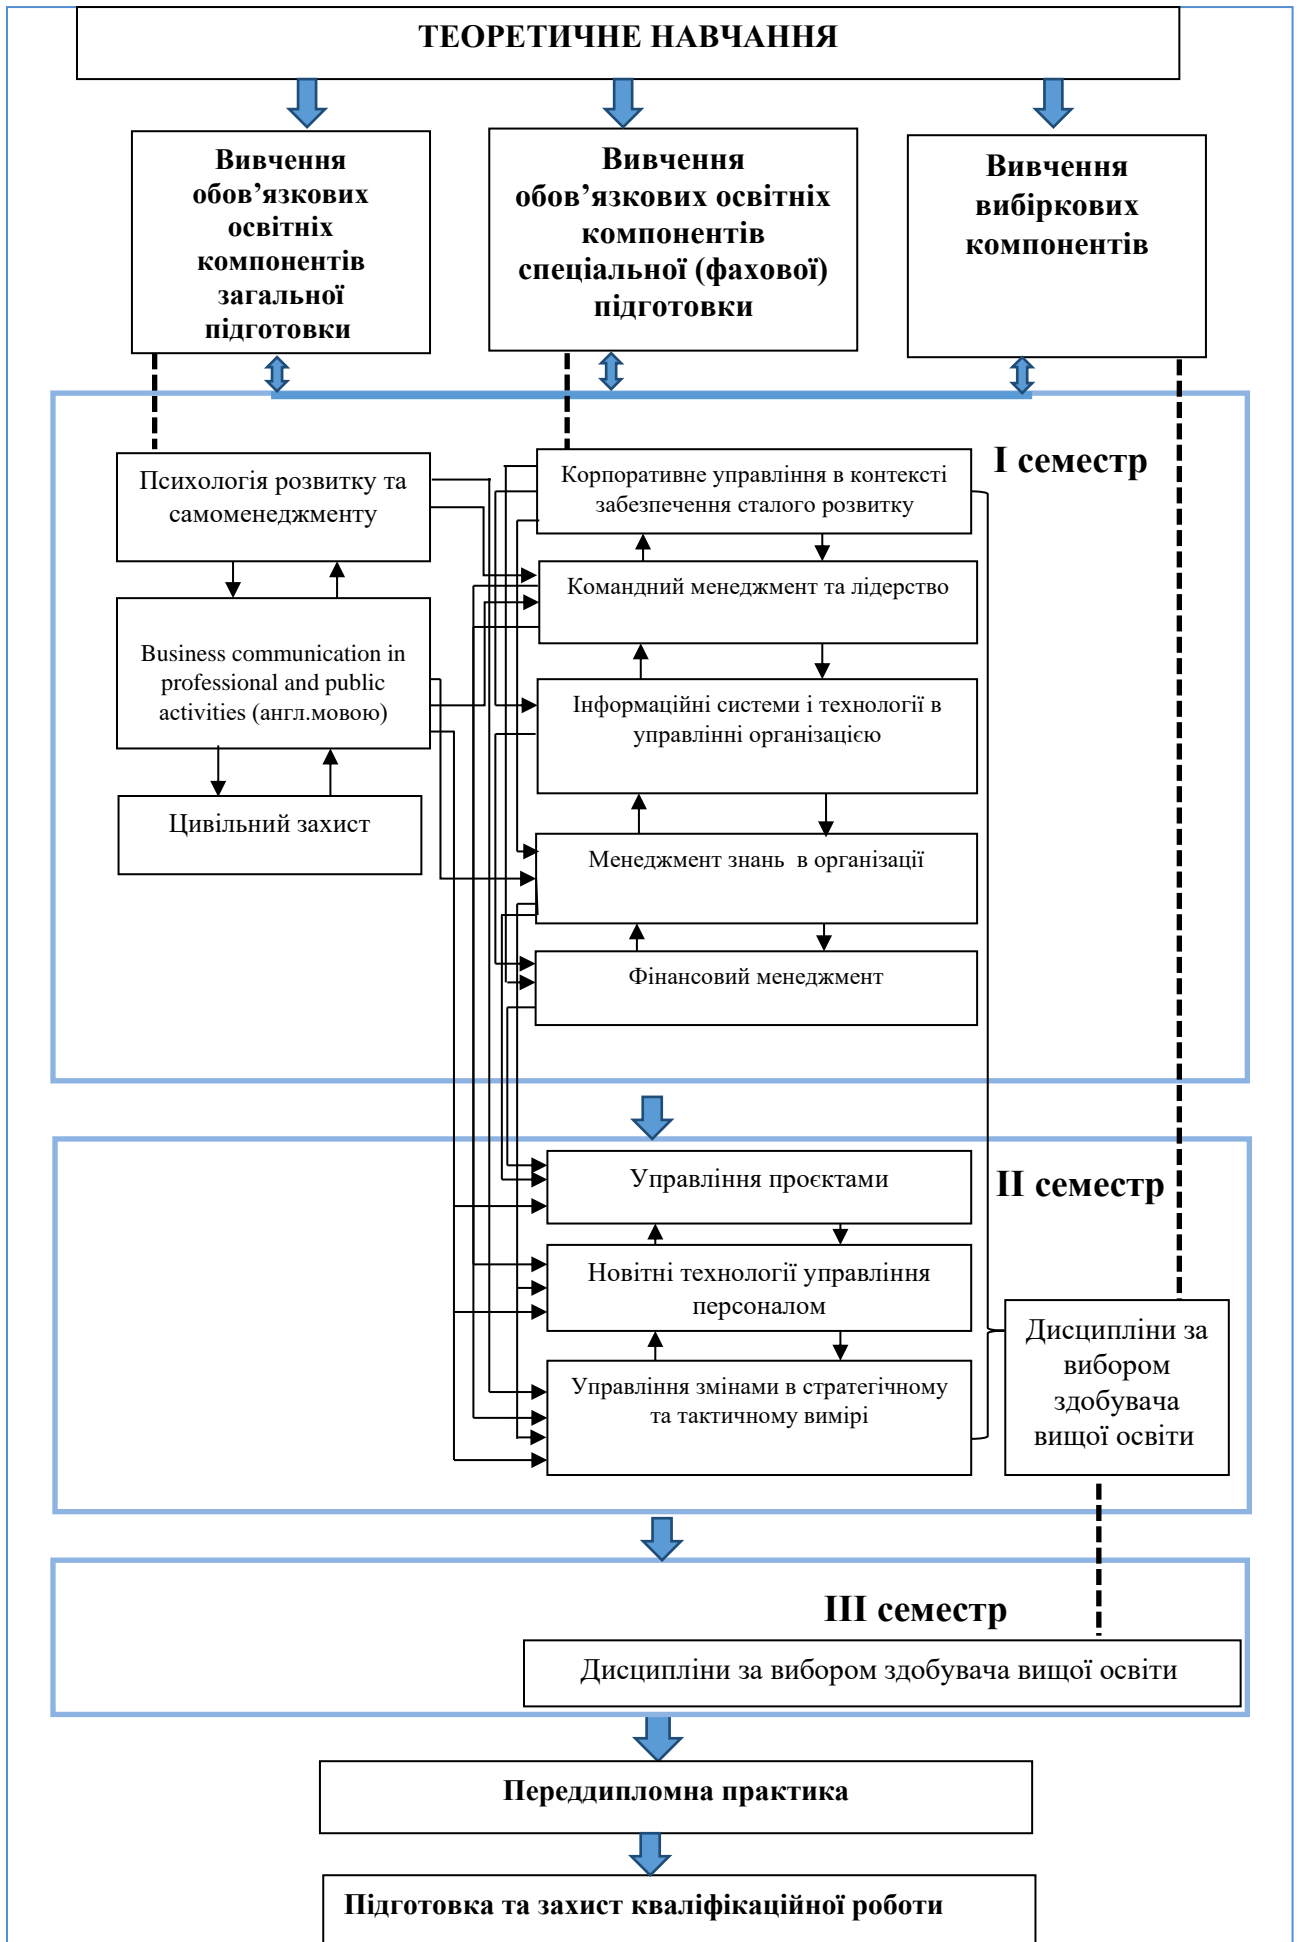 ТЕОРЕТИЧНЕ НАВЧАННЯ
Вивчення
обов’язкових
освітніх
компонентів
загальної
підготовки
Вивчення
обов’язкових освітніх
компонентів
спеціальної (фахової)
підготовки
Вивчення
вибіркових
компонентів
I семестр
Психологія розвитку та
самоменеджменту
Business communication in
professional and public
activities (англ.мовою)
Цивільний захист
Корпоративне управління в контексті
забезпечення сталого розвитку
Командний менеджмент та лідерство
Інформаційні системи і технології в
управлінні організацією
Менеджмент знань в організації
Фінансовий менеджмент
II семестр
Управління проєктами
Новітні технології управління
персоналом
Управління змінами в стратегічному
та тактичному вимірі
Дисципліни за
вибором
здобувача
вищої освіти
III семестр
Дисципліни за вибором здобувача вищої освіти
Переддипломна практика
Підготовка та захист кваліфікаційної роботи